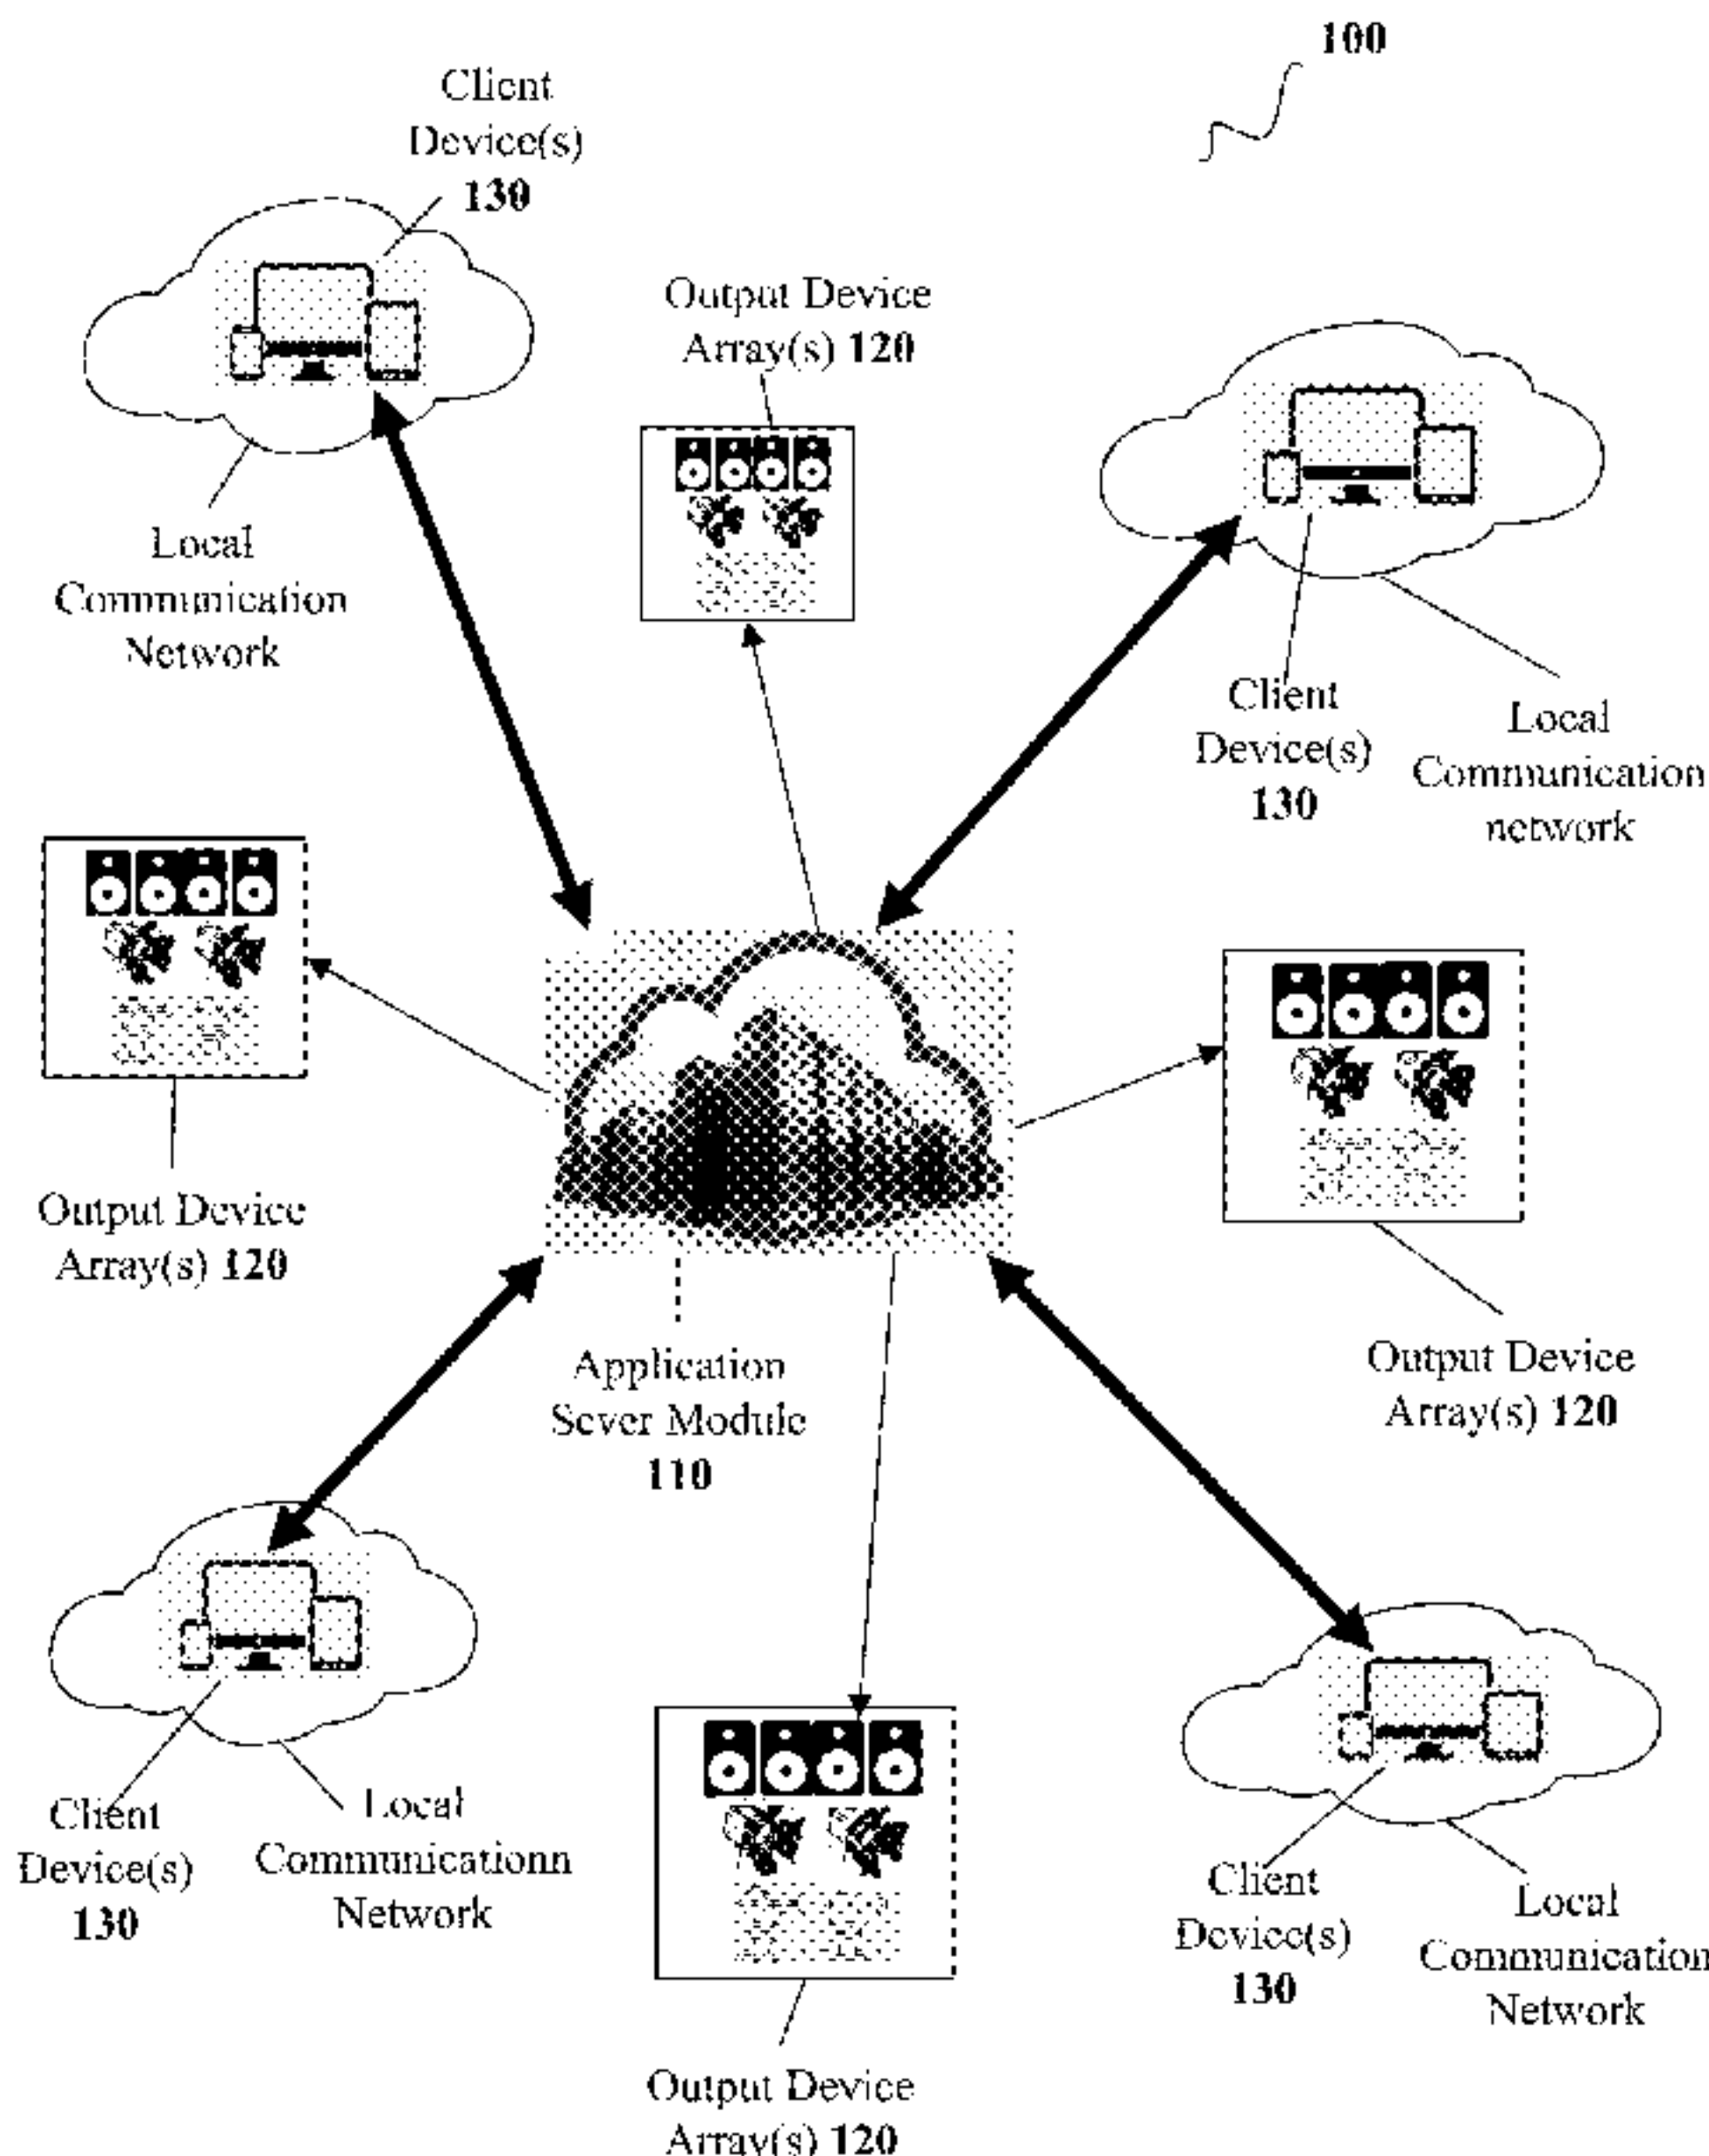 100
Client
Device(s)
130
Output Device
Array(s) 120
Local
Communication
Network
Client
Device(s)
130
Local
Communication
network
Output Device
Array(s) 120
Application
Sever Module
110
Output Device
Array(s) 120
Client
Device(s)
130
Local
Communicationn
Network
Client
Device(s)
130
Local
Communication
Network
Output Device
Array(s) 120